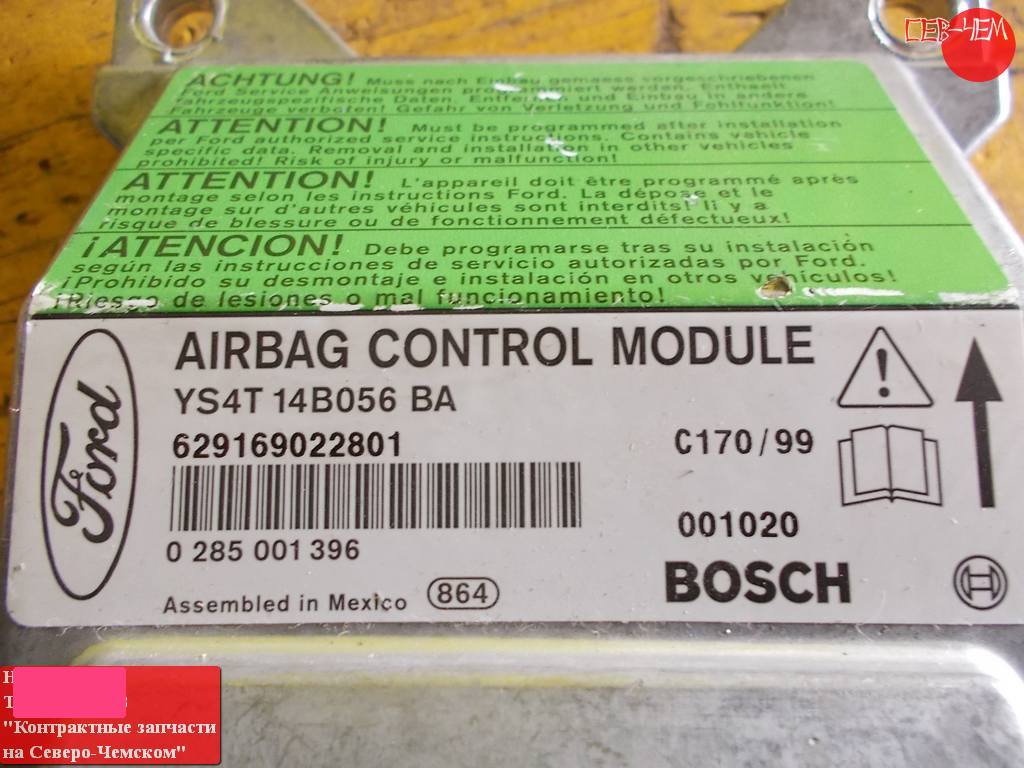 СЕВ-ЧЕМ
ACHTUNG! Muss nach Einbau gemaess vorgeschriebenen
Ford Service Anweisungen programmiert werden. Enthaelt
fahrzeugspezifische Daten. Entfernen und Einbau in andere
Fahrzeuge verboten! Gefahr von Verletzung und Fehlfunktion!
ATTENTION! Must be programmed after installation
per Ford authorized service instructions. Contains vehicle
specific data. Removal and installation in other vehicles
prohibited! Risk of injury or malfunction!
ATTENTION! L'appareil doit être programmé après
montage selon les instructions Ford. La dépose et le
montage sur d'autres véhicules sont interdits! Il y a
risque de blessure ou de fonctionnement défectueux!
¡ATENCION! Debe programarse tras su instalación
según las instrucciones de servicio autorizadas por Ford.
¡Prohibido su desmontaje e instalación en otros vehículos!
¡Riesgo de lesiones o mal funcionamiento!
Ford
AIRBAG CONTROL MODULE
YS4T 14B056 BA
629169022801
C170/99
001020
0 285 001 396
BOSCH
Assembled in Mexico 864
"Контрактные запчасти
на Северо-Чемском"